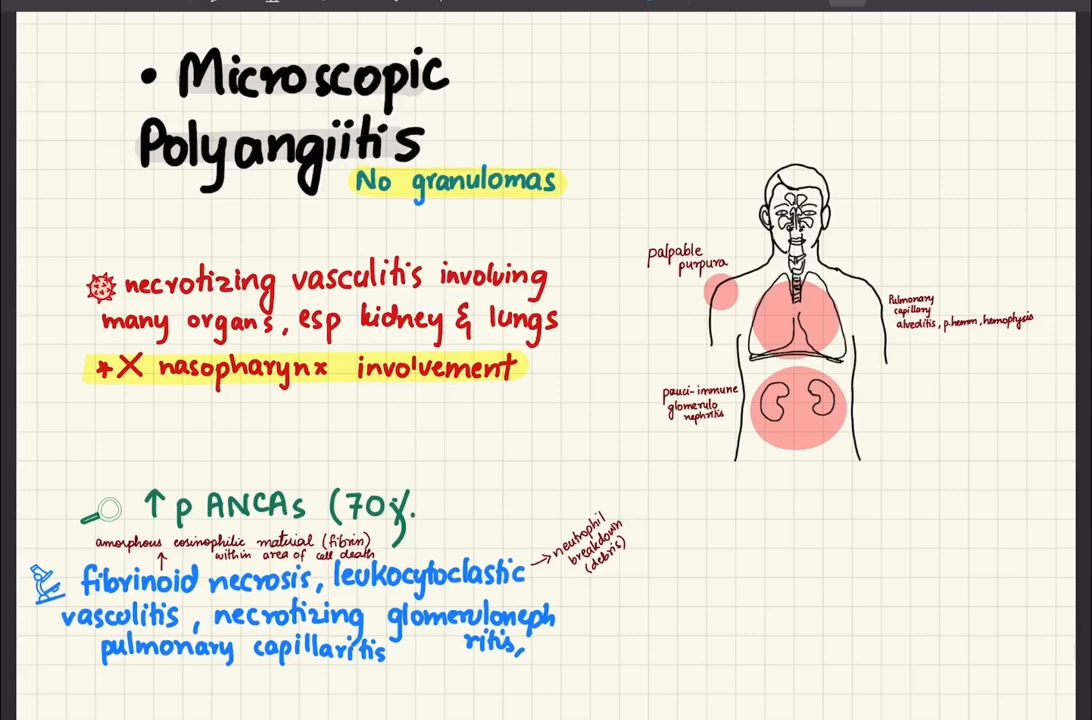 • Microscopic
Polyangiitis
No granulomas
necrotizing vasculitis involving
many organs, esp kidney & lungs
* X nasopharynx involvement
palpable
purpura
Pulmonary
capillary
alveolitis, p.hemm, hemoptysis
pauci-immune
glomerulo
nephritis
↑ p ANCAs (70%)
amorphous eosinophilic material (fibrin)
within area of cell death
↑
fibrinoid necrosis, leukocytoclastic
→ neutrophil
breakdown
(debris)
vasculitis, necrotizing glomeruloneph
ritis,
pulmonary capillaritis